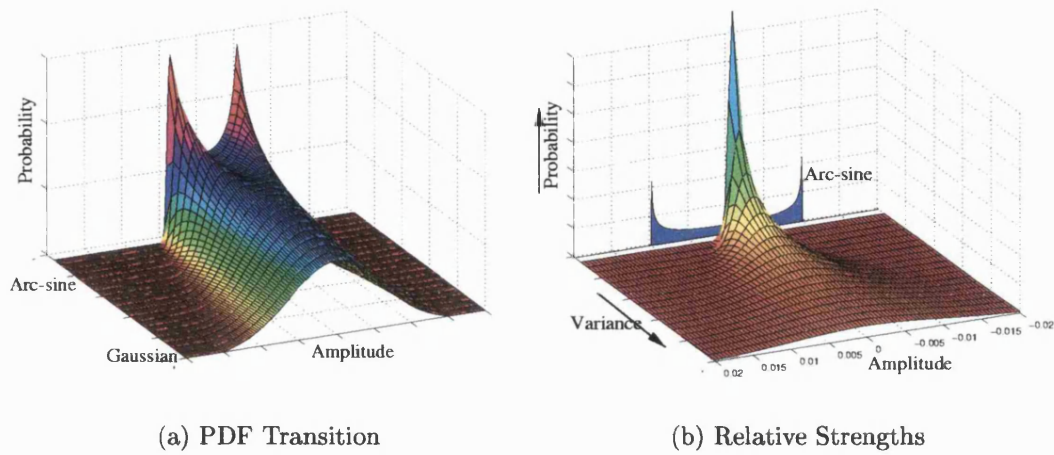 Probability
Arc-sine
Gaussian
Amplitude
(a) PDF Transition
Probability
Arc-sine
Variance
0.02 0.015 0.01 0.005 0 -0.005 -0.01 -0.015 -0.02
Amplitude
(b) Relative Strengths